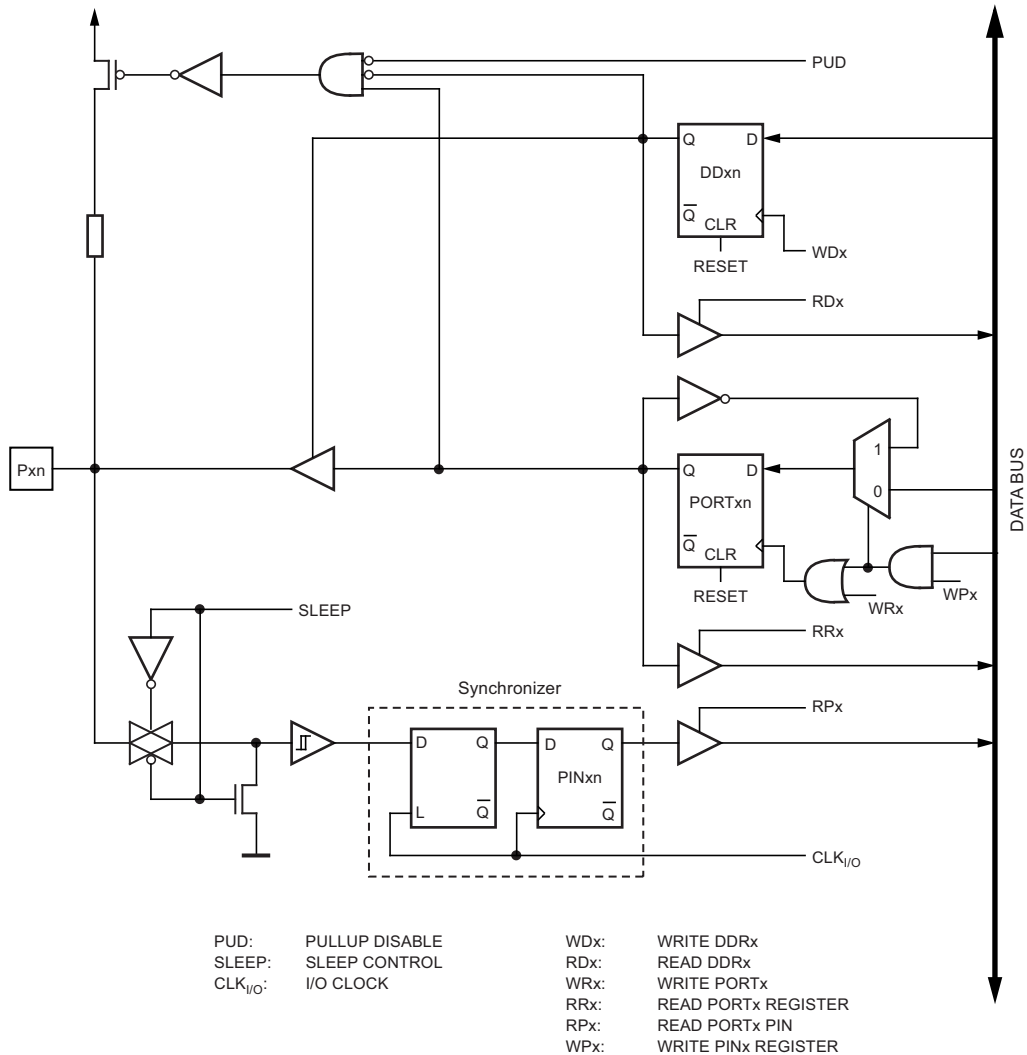 PUD
Q D
DDxn
Q
CLR
RESET
WDx
RDx
1
0
Pxn
Q D
PORTxn
Q
CLR
RESET
WRx
WPx
DATA BUS
SLEEP
RRx
Synchronizer
RPx
D Q
L Q
D Q
PINxn
Q
CLKI/O
PUD: PULLUP DISABLE
SLEEP: SLEEP CONTROL
CLKI/O: I/O CLOCK
WDx: WRITE DDRx
RDx: READ DDRx
WRx: WRITE PORTx
RRx: READ PORTx REGISTER
RPx: READ PORTx PIN
WPx: WRITE PINx REGISTER